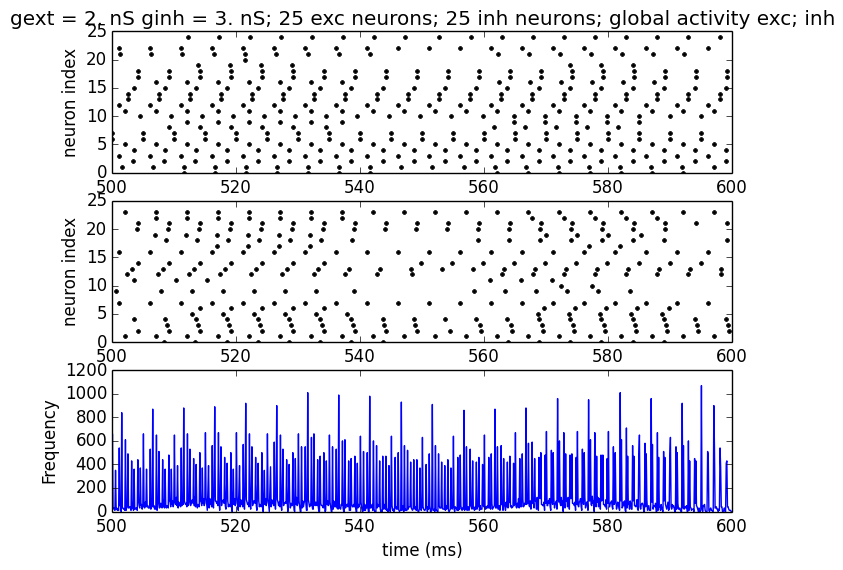 gext = 2. nS ginh = 3. nS; 25 exc neurons; 25 inh neurons; global activity exc; inh
25
20
15
10
5
0
neuron index
500 520 540 560 580 600
25
20
15
10
5
0
neuron index
500 520 540 560 580 600
1200
1000
800
600
400
200
0
Frequency
500 520 540 560 580 600
time (ms)